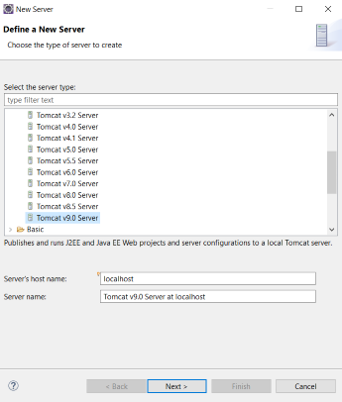 New Server
Define a New Server
Choose the type of server to create
Select the server type:
type filter text
Tomcat v3.2 Server
Tomcat v4.0 Server
Tomcat v4.1 Server
Tomcat v5.0 Server
Tomcat v5.5 Server
Tomcat v6.0 Server
Tomcat v7.0 Server
Tomcat v8.0 Server
Tomcat v8.5 Server
Tomcat v9.0 Server
Basic
Publishes and runs J2EE and Java EE Web projects and server configurations to a local Tomcat server.
Server's host name: localhost
Server name: Tomcat v9.0 Server at localhost
? < Back Next > Finish Cancel